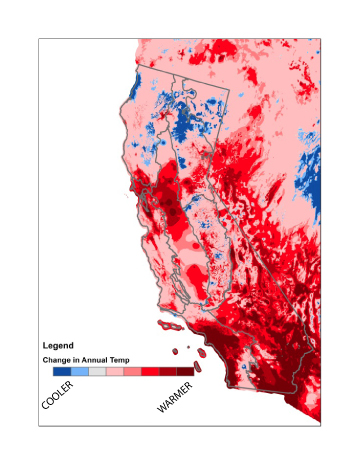 Legend
Change in Annual Temp
COOLER
WARMER